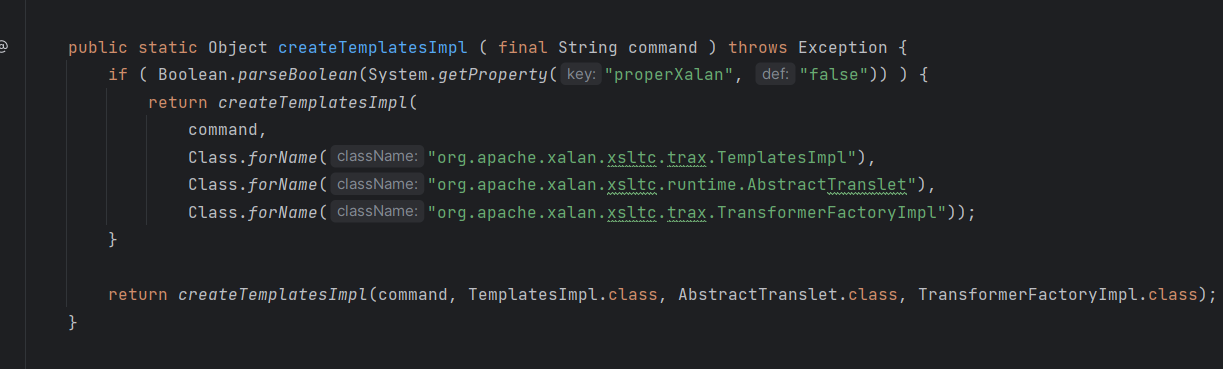 @
public static Object createTemplatesImpl ( final String command ) throws Exception {
if ( Boolean.parseBoolean(System.getProperty( key: "properXalan", def: "false")) ) {
return createTemplatesImpl(
command,
Class.forName( className: "org.apache.xalan.xsltc.trax.TemplatesImpl"),
Class.forName( className: "org.apache.xalan.xsltc.runtime.AbstractTranslet"),
Class.forName( className: "org.apache.xalan.xsltc.trax.TransformerFactoryImpl"));
}
return createTemplatesImpl(command, TemplatesImpl.class, AbstractTranslet.class, TransformerFactoryImpl.class);
}